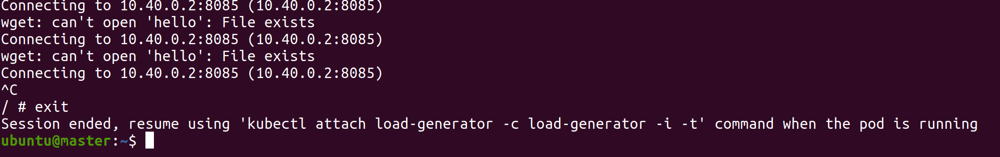 Connecting to 10.40.0.2:8085 (10.40.0.2:8085)
wget: can't open 'hello': File exists
Connecting to 10.40.0.2:8085 (10.40.0.2:8085)
wget: can't open 'hello': File exists
Connecting to 10.40.0.2:8085 (10.40.0.2:8085)
^C
/ # exit
Session ended, resume using 'kubectl attach load-generator -c load-generator -i -t' command when the pod is running
ubuntu@master:~$